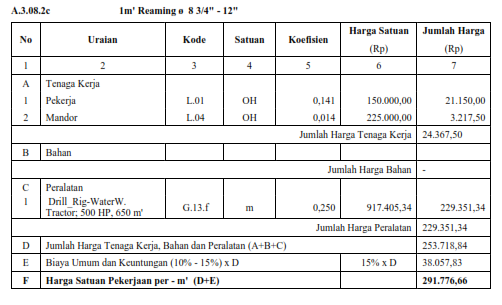 A.3.08.2c 1m' Reaming ø 8 3/4" - 12"
No Uraian Kode Satuan Koefisien Harga Satuan (Rp) Jumlah Harga (Rp)
1 2 3 4 5 6 7
A Tenaga Kerja
1 Pekerja L.01 OH 0,141 150.000,00 21.150,00
2 Mandor L.04 OH 0,014 225.000,00 3.217,50
Jumlah Harga Tenaga Kerja 24.367,50
B Bahan
Jumlah Harga Bahan -
C Peralatan
1 Drill_Rig-WaterW.
Tractor; 500 HP, 650 m' G.13.f m 0,250 917.405,34 229.351,34
Jumlah Harga Peralatan 229.351,34
D Jumlah Harga Tenaga Kerja, Bahan dan Peralatan (A+B+C) 253.718,84
E Biaya Umum dan Keuntungan (10% - 15%) x D 15% x D 38.057,83
F Harga Satuan Pekerjaan per - m' (D+E) 291.776,66